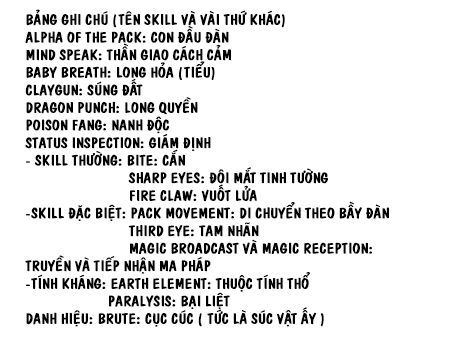 BẢNG GHI CHÚ (TÊN SKILL VÀ VÀI THỨ KHÁC)
ALPHA OF THE PACK: CON ĐẦU ĐÀN
MIND SPEAK: THẦN GIAO CÁCH CẢM
BABY BREATH: LONG HỎA (TIỂU)
CLAYGUN: SÚNG ĐẤT
DRAGON PUNCH: LONG QUYỀN
POISON FANG: NANH ĐỘC
STATUS INSPECTION: GIÁM ĐỊNH
- SKILL THƯỜNG: BITE: CẮN
SHARP EYES: ĐÔI MẮT TINH TƯỜNG
FIRE CLAW: VUỐT LỬA
-SKILL ĐẶC BIỆT: PACK MOVEMENT: DI CHUYỂN THEO BẦY ĐÀN
THIRD EYE: TAM NHÃN
MAGIC BROADCAST VÀ MAGIC RECEPTION:
TRUYỀN VÀ TIẾP NHẬN MA PHÁP
-TÍNH KHÁNG: EARTH ELEMENT: THUỘC TÍNH THỔ
PARALYSIS: BẠI LIỆT
DANH HIỆU: BRUTE: CỤC CÚC ( TỨC LÀ SÚC VẬT ẤY )